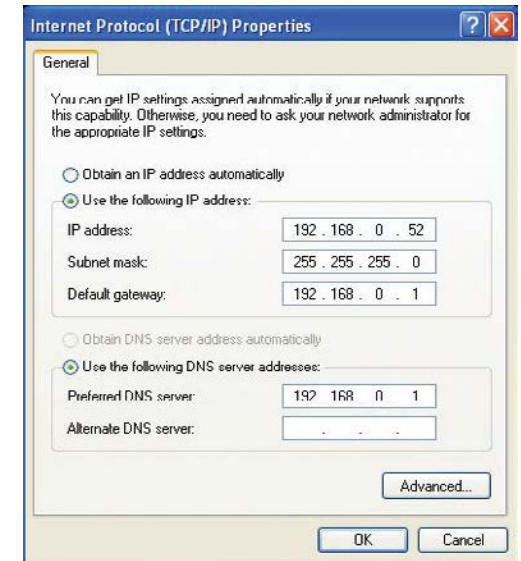 Internet Protocol (TCP/IP) Properties
General
You can get IP settings assigned automatically if your network supports
this capability. Otherwise, you need to ask your network administrator for
the appropriate IP settings.
Obtain an IP address automatically
Use the following IP address:
IP address: 192 . 168 . 0 . 52
Subnet mask: 255 . 255 . 255 . 0
Default gateway: 192 . 168 . 0 . 1
Obtain DNS server address automatically
Use the following DNS server addresses:
Preferred DNS server: 192 168 0 1
Alternate DNS server: . . .
Advanced...
OK Cancel